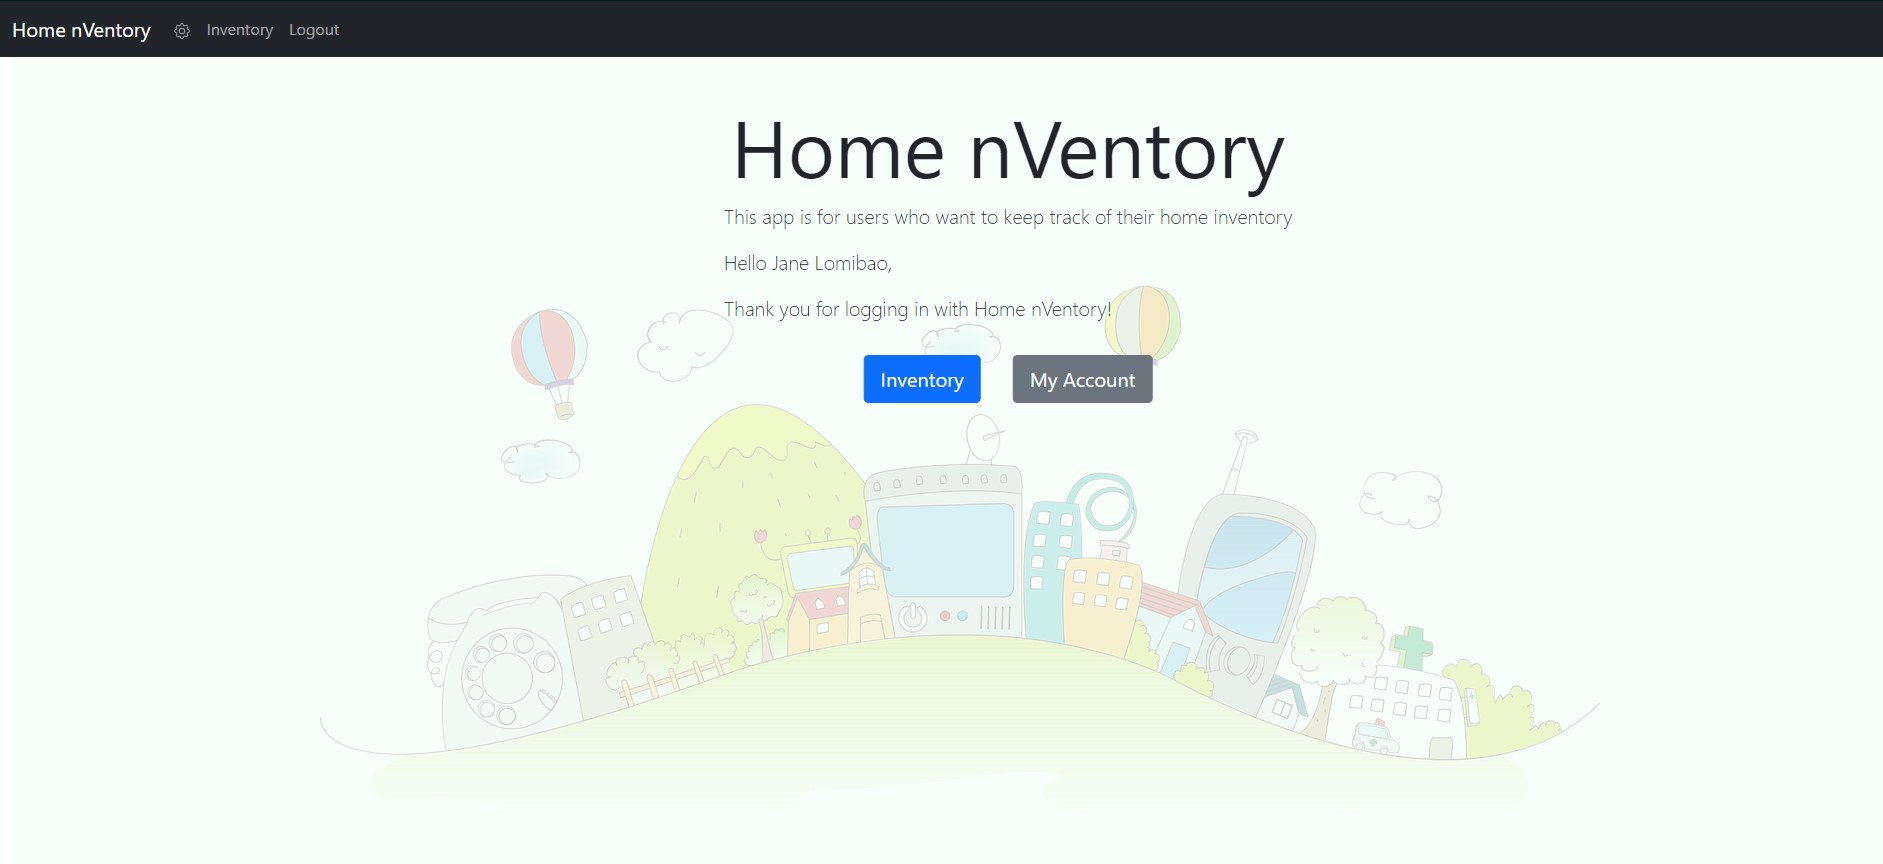 Home nVentory Inventory Logout
Home nVentory
This app is for users who want to keep track of their home inventory
Hello Jane Lomibao,
Thank you for logging in with Home nVentory!
Inventory My Account